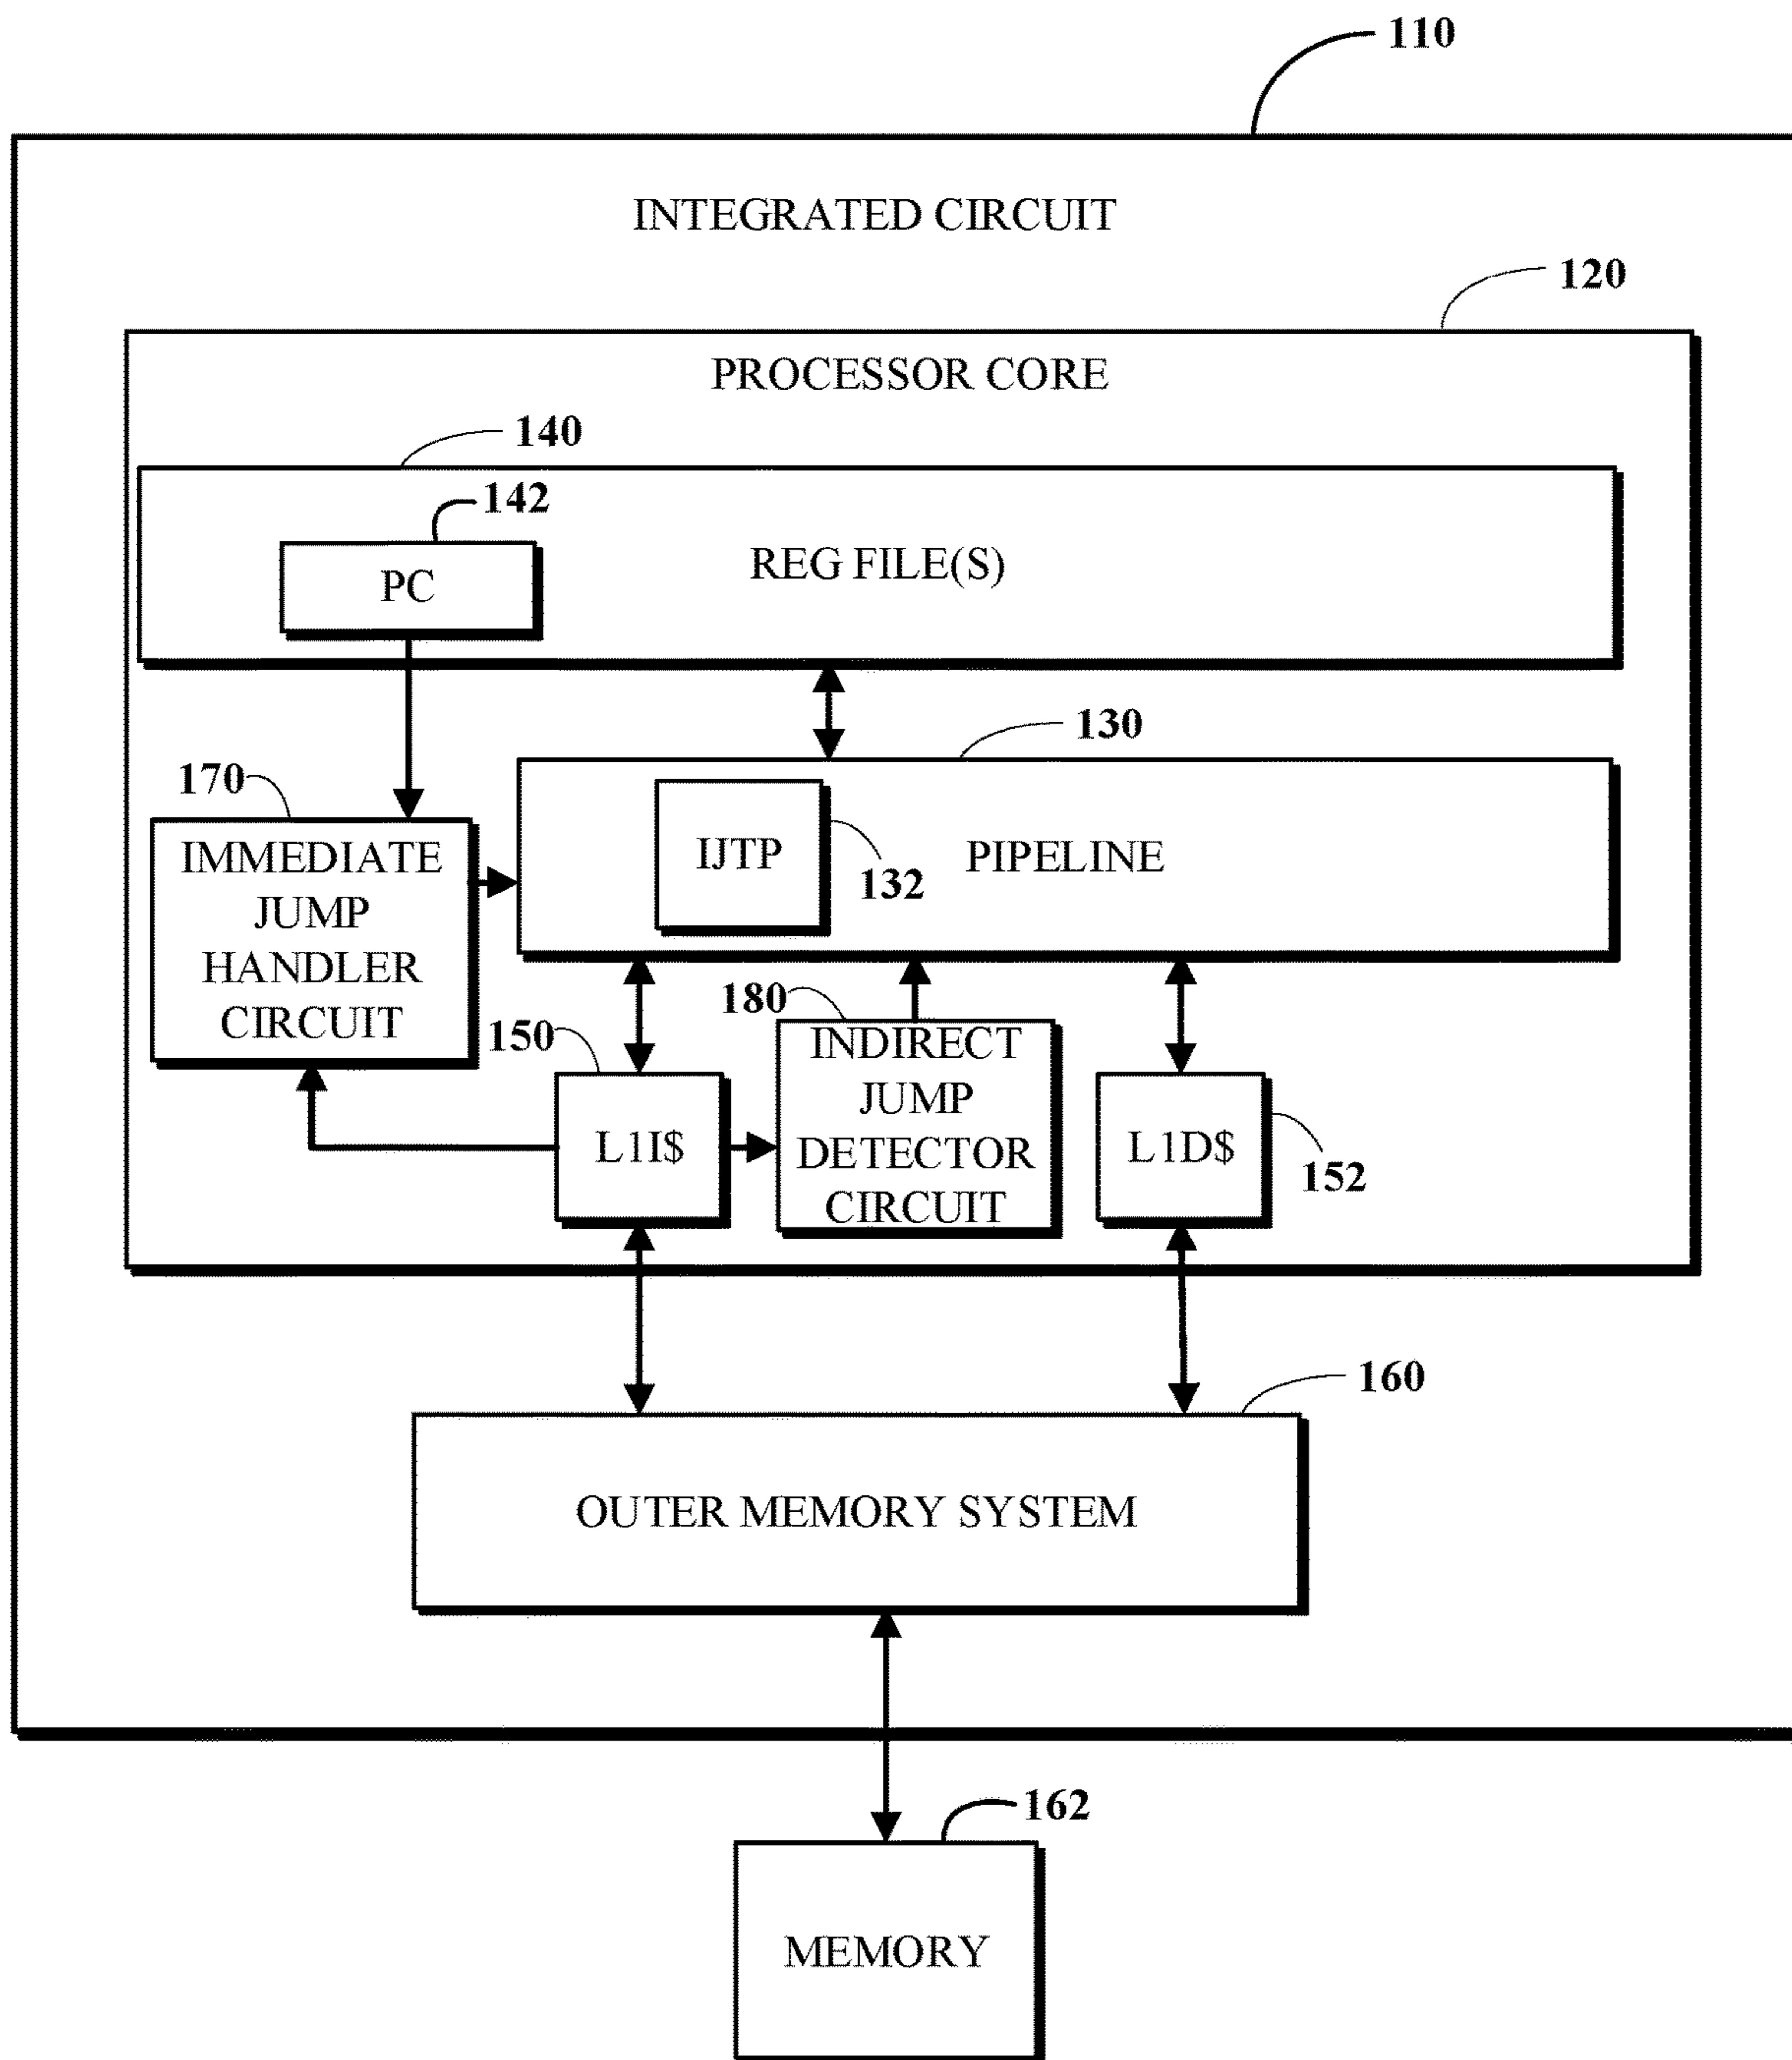 110
INTEGRATED CIRCUIT
120
PROCESSOR CORE
140
142
REG FILE(S)
PC
130
170
IMMEDIATE
JUMP
HANDLER
CIRCUIT
IJTP
132
PIPELINE
150
180
INDIRECT
JUMP
DETECTOR
CIRCUIT
L1I$
L1D$
152
160
OUTER MEMORY SYSTEM
162
MEMORY